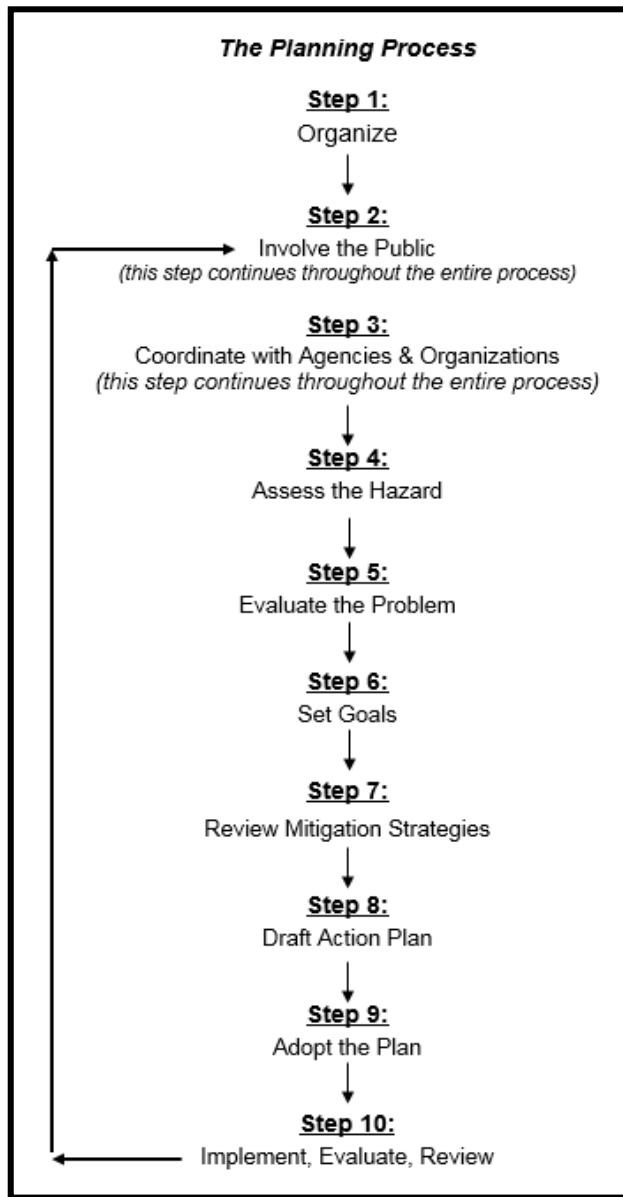 The Planning Process
Step 1:
Organize
Step 2:
Involve the Public
(this step continues throughout the entire process)
Step 3:
Coordinate with Agencies & Organizations
(this step continues throughout the entire process)
Step 4:
Assess the Hazard
Step 5:
Evaluate the Problem
Step 6:
Set Goals
Step 7:
Review Mitigation Strategies
Step 8:
Draft Action Plan
Step 9:
Adopt the Plan
Step 10:
Implement, Evaluate, Review